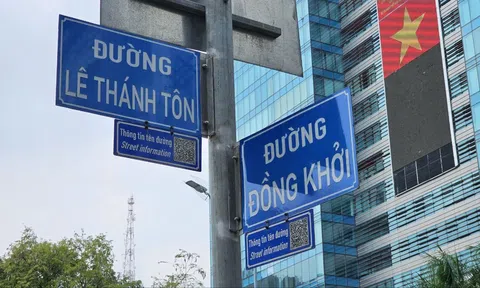 ĐƯỜNG
LÊ THÁNH TÔN
Thông tin tên đường
Street information
ĐƯỜNG
ĐỒNG KHỞI
Thông tin tên đường
Street information